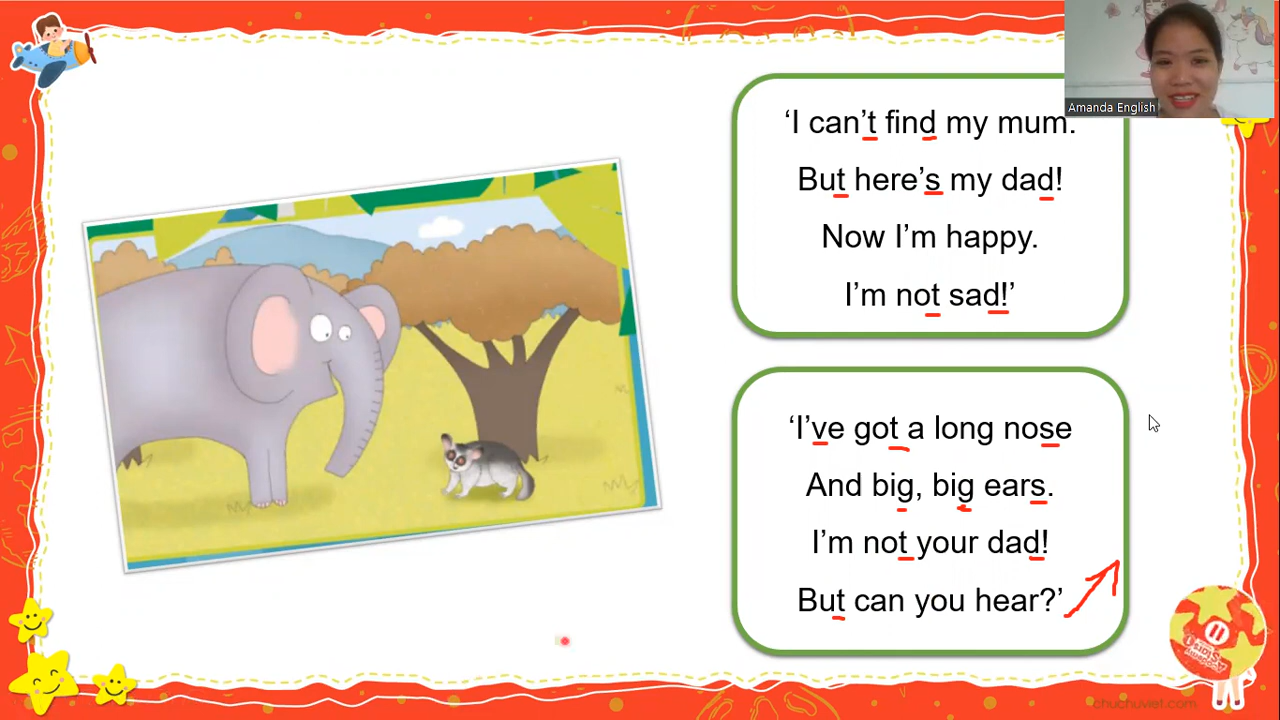 Amanda English
‘I can’t find my mum.
But here’s my dad!
Now I’m happy.
I’m not sad!’
‘I’ve got a long nose
And big, big ears.
I’m not your dad!
But can you hear?’
chuchuviet.com